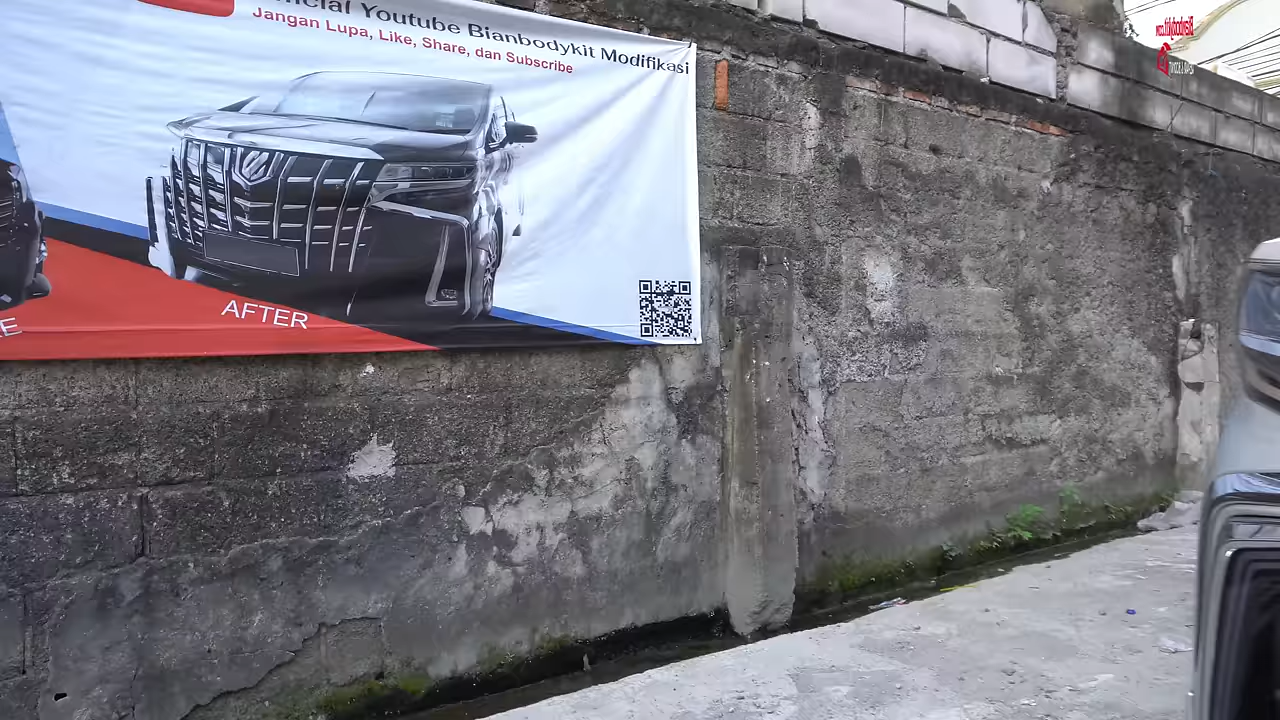 Youtube Bianbodykit Modifikasi
Jangan Lupa, Like, Share, dan Subscribe
AFTER